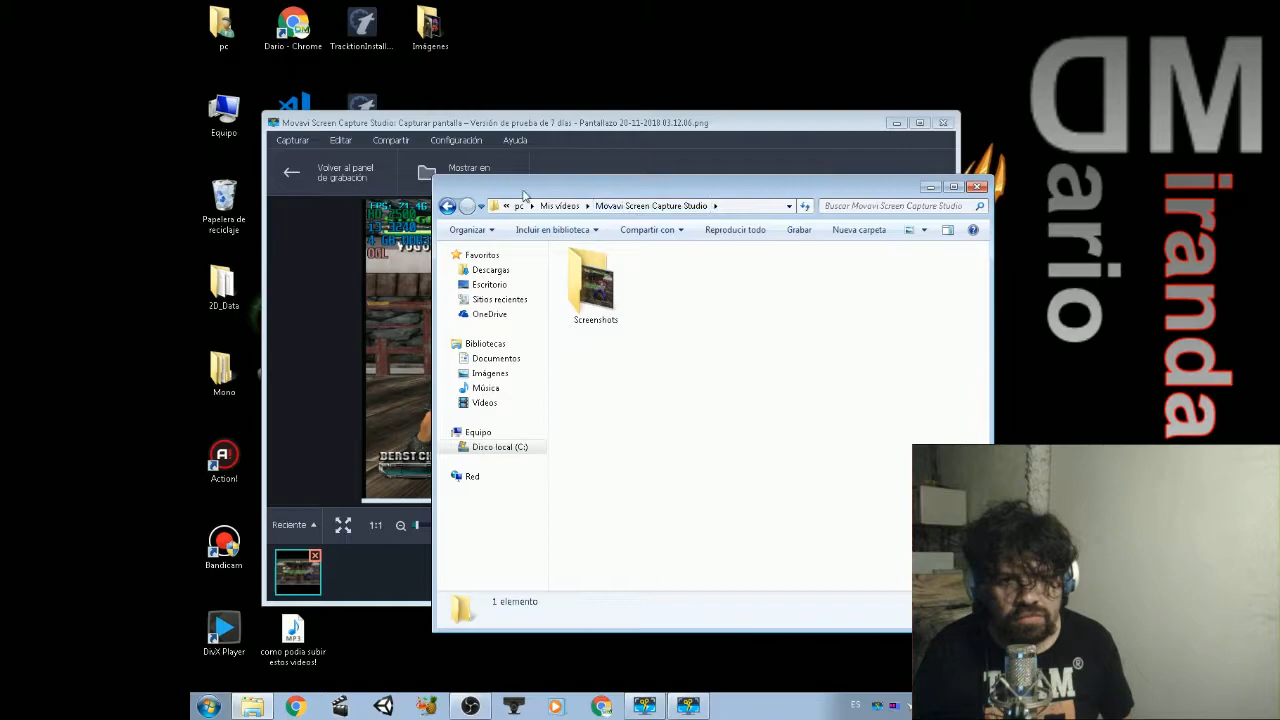 pc
Dario - Chrome
TracktionInstall...
Imágenes
Equipo
Papelera de
reciclaje
2D_Data
Mono
Action!
Bandicam
DivX Player
como podia subir
estos videos!
MP3
Movavi Screen Capture Studio: Capturar pantalla – Versión de prueba de 7 días - Pantallazo 20-11-2018 03.12.06.png
Capturar Editar Compartir Configuración Ayuda
Volver al panel
de grabación
Mostrar en
« pc Mis vídeos Movavi Screen Capture Studio
Buscar Movavi Screen Capture Studio
Organizar Incluir en biblioteca Compartir con Reproducir todo Grabar Nueva carpeta
Favoritos
Descargas
Escritorio
Sitios recientes
OneDrive
Bibliotecas
Documentos
Imágenes
Música
Vídeos
Equipo
Disco local (C:)
Red
Screenshots
1 elemento
Reciente
1:1
ES
Dario
Miranda